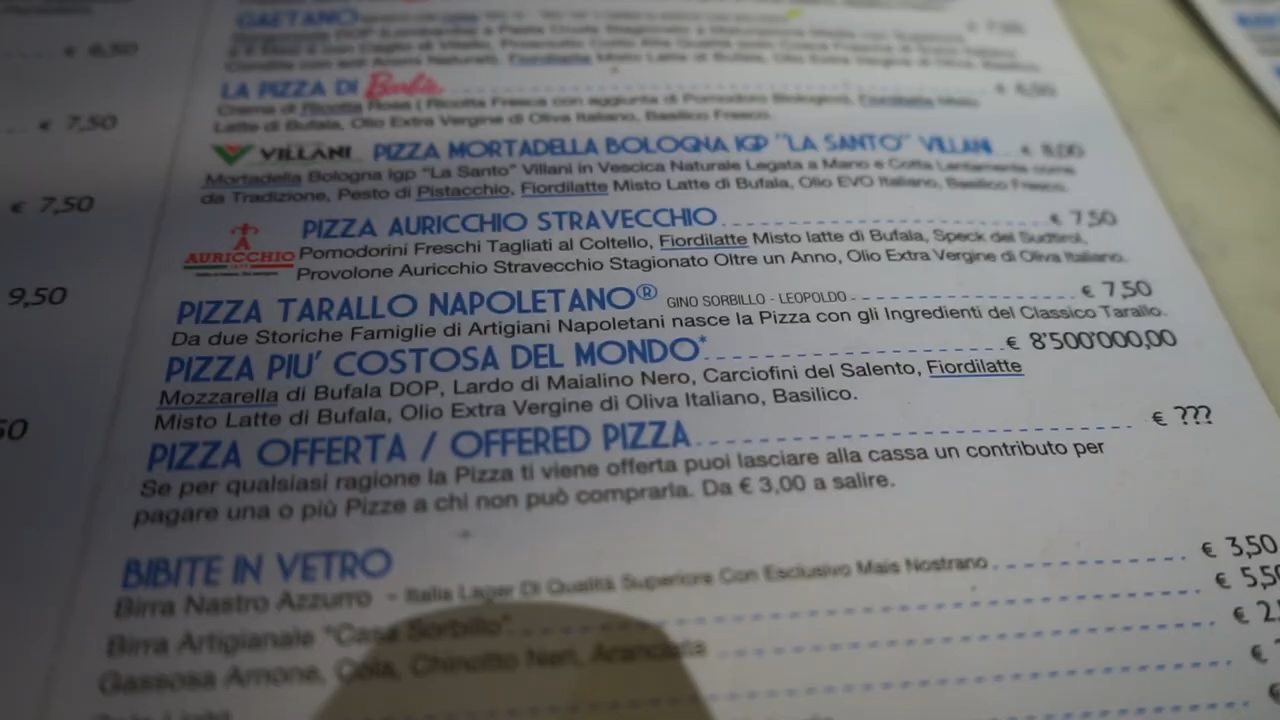 € 6,50
€ 7,50
€ 7,50
9,50
50
GAETANO
LA PIZZA DI Barbie € 6,50
Crema di Ricotta Rosa ( Ricotta Fresca con aggiunta di Pomodoro Biologico), Fiordilatte Misto
Latte di Bufala, Olio Extra Vergine di Oliva Italiano, Basilico Fresco.
VILLANI PIZZA MORTADELLA BOLOGNA IGP "LA SANTO" VILLANI € 8,00
Mortadella Bologna Igp "La Santo" Villani in Vescica Naturale Legata a Mano e Cotta Lentamente come
da Tradizione, Pesto di Pistacchio, Fiordilatte Misto Latte di Bufala, Olio EVO Italiano, Basilico Fresco.
AURICCHIO PIZZA AURICCHIO STRAVECCHIO € 7,50
Pomodorini Freschi Tagliati al Coltello, Fiordilatte Misto latte di Bufala, Speck del Sudtirol,
Provolone Auricchio Stravecchio Stagionato Oltre un Anno, Olio Extra Vergine di Oliva Italiano.
PIZZA TARALLO NAPOLETANO® GINO SORBILLO - LEOPOLDO € 7,50
Da due Storiche Famiglie di Artigiani Napoletani nasce la Pizza con gli Ingredienti del Classico Tarallo.
PIZZA PIU' COSTOSA DEL MONDO* € 8'500'000,00
Mozzarella di Bufala DOP, Lardo di Maialino Nero, Carciofini del Salento, Fiordilatte
Misto Latte di Bufala, Olio Extra Vergine di Oliva Italiano, Basilico.
PIZZA OFFERTA / OFFERED PIZZA € ???
Se per qualsiasi ragione la Pizza ti viene offerta puoi lasciare alla cassa un contributo per
pagare una o più Pizze a chi non può comprarla. Da € 3,00 a salire.
BIBITE IN VETRO
Birra Nastro Azzurro - Italia Lager Di Qualità Superiore Con Esclusivo Mais Nostrano € 3,50
Birra Artigianale "Casa Sorbillo" € 5,50
Gassosa Arnone, Cola, Chinotto Neri, Aranciata € 2,
€